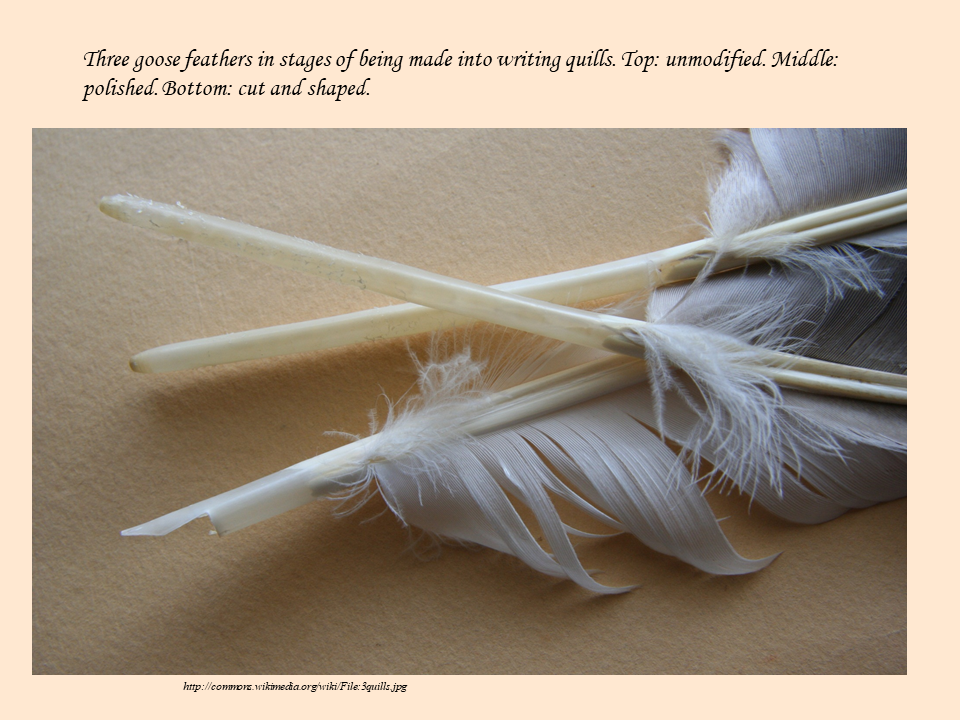 Three goose feathers in stages of being made into writing quills. Top: unmodified. Middle:
polished. Bottom: cut and shaped.
http://commons.wikimedia.org/wiki/File:3quills.jpg